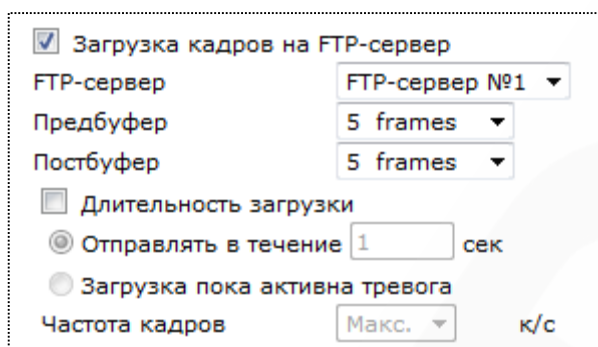 Загрузка кадров на FTP-сервер
FTP-сервер FTP-сервер №1
Предбуфер 5 frames
Постбуфер 5 frames
Длительность загрузки
Отправлять в течение 1 сек
Загрузка пока активна тревога
Частота кадров Макс. к/с